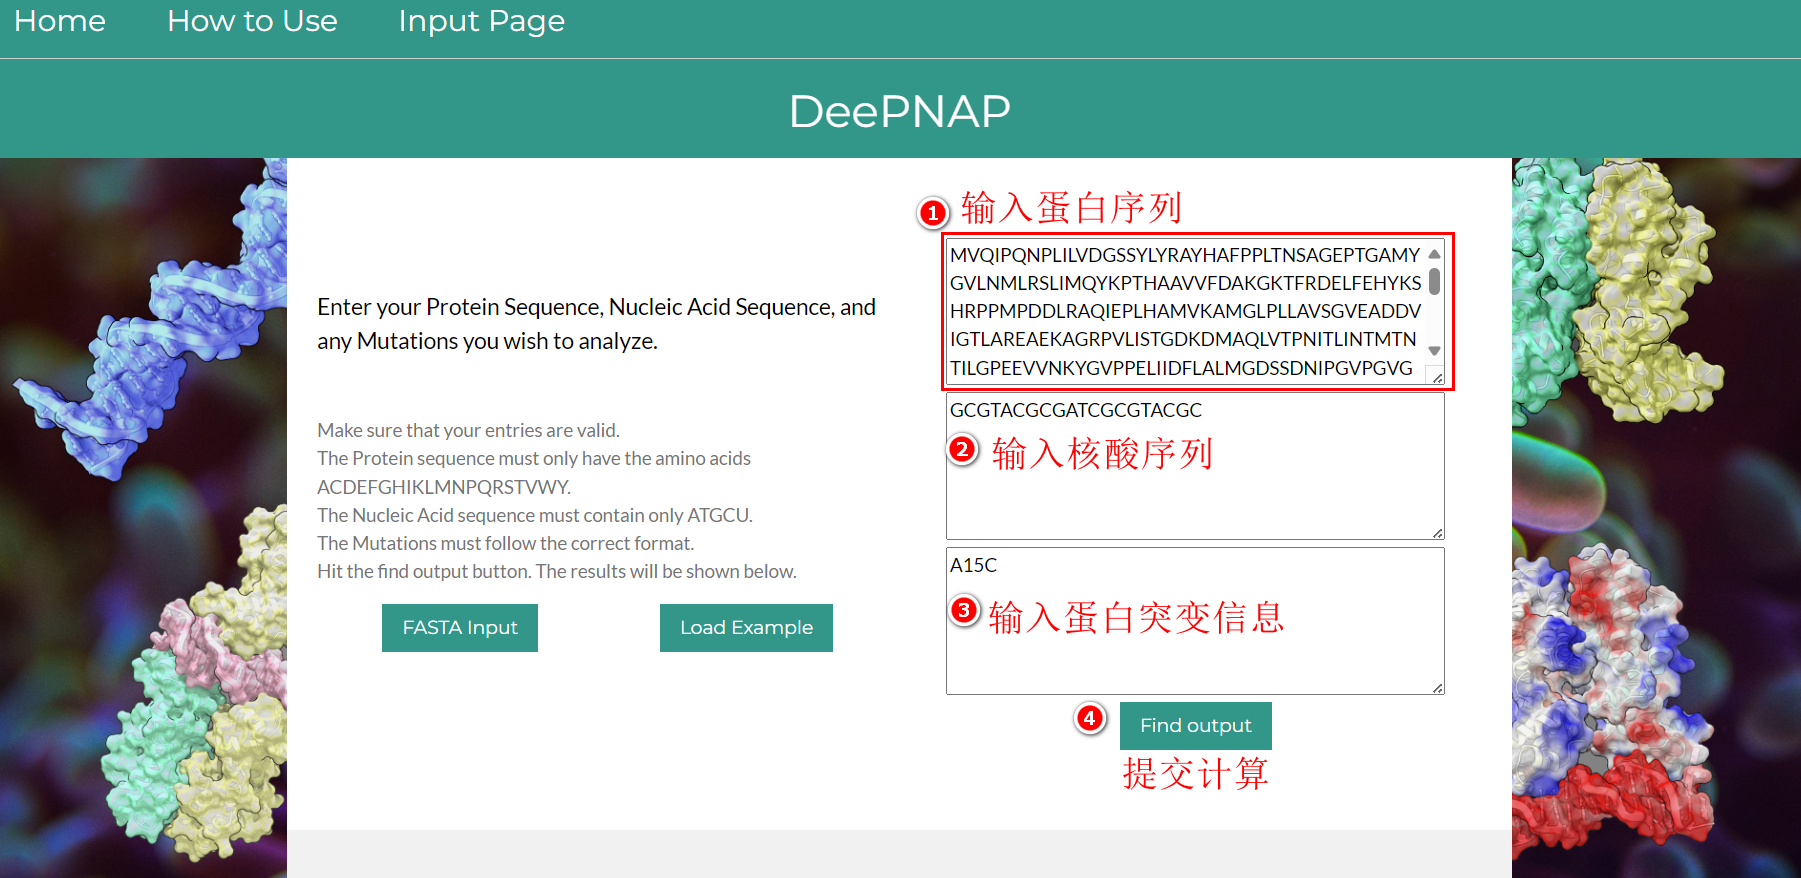 Home How to Use Input Page
DeePNAP
Enter your Protein Sequence, Nucleic Acid Sequence, and
any Mutations you wish to analyze.
Make sure that your entries are valid.
The Protein sequence must only have the amino acids
ACDEFGHIKLMNPQRSTVWY.
The Nucleic Acid sequence must contain only ATGCU.
The Mutations must follow the correct format.
Hit the find output button. The results will be shown below.
FASTA Input Load Example
1 输入蛋白序列
MVQIPQNPLILVDGSSYLYRAYHAFPPLTNSAGEPTGAMY
GVLNMLRSLIMQYKPTHAAVVFDAKGKTFRDELFEHYKS
HRPPMPDDLRAQIEPLHAMVKAMGLPLLAVSGVEADDV
IGTLAREAEKAGRPVLISTGDKDMAQLVTPNITLINTMTN
TILGPEEVVNKYGVPPELIIDFLALMGDSSDNIPGVPGVG
GCGTACGCGATCGCGTACGC
2 输入核酸序列
A15C
3 输入蛋白突变信息
4 Find output
提交计算